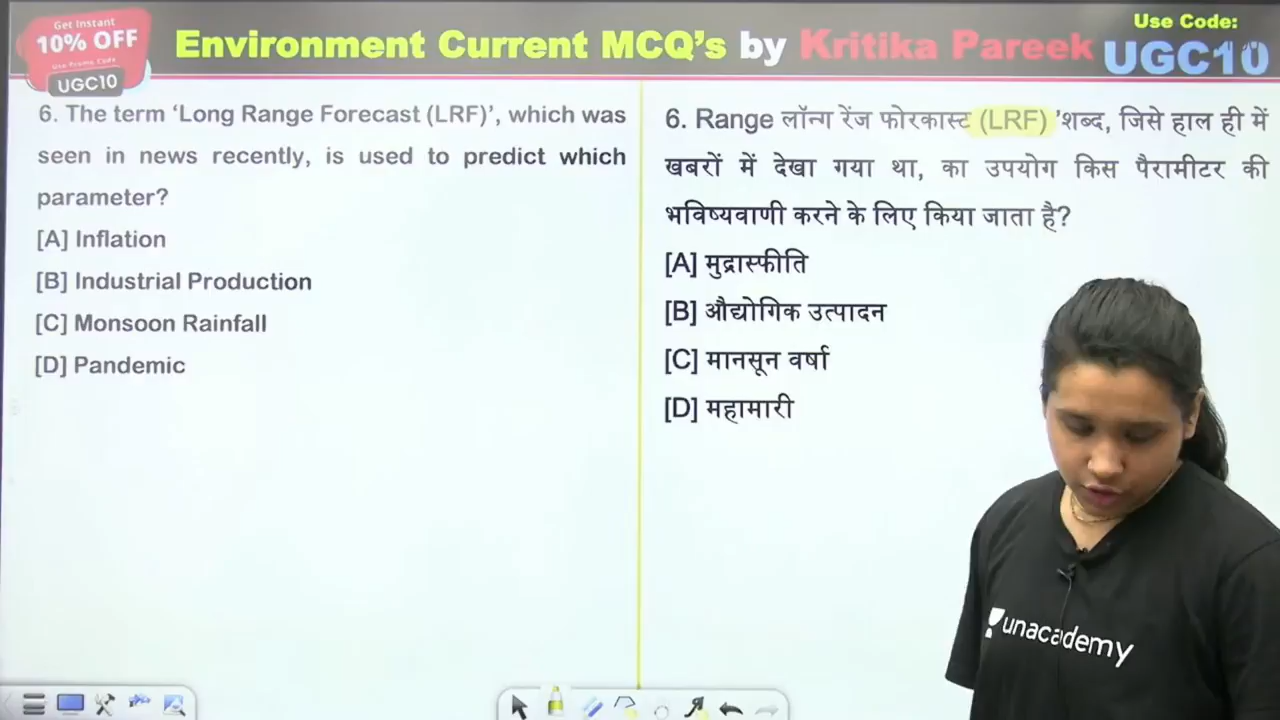 Get Instant
10% OFF
Use Promo Code
UGC10
Environment Current MCQ's by Kritika Pareek
Use Code:
UGC10
6. The term ‘Long Range Forecast (LRF)’, which was
seen in news recently, is used to predict which
parameter?
[A] Inflation
[B] Industrial Production
[C] Monsoon Rainfall
[D] Pandemic
6. Range लॉन्ग रेंज फोरकास्ट (LRF) 'शब्द, जिसे हाल ही में
खबरों में देखा गया था, का उपयोग किस पैरामीटर की
भविष्यवाणी करने के लिए किया जाता है?
[A] मुद्रास्फीति
[B] औद्योगिक उत्पादन
[C] मानसून वर्षा
[D] महामारी
unacademy